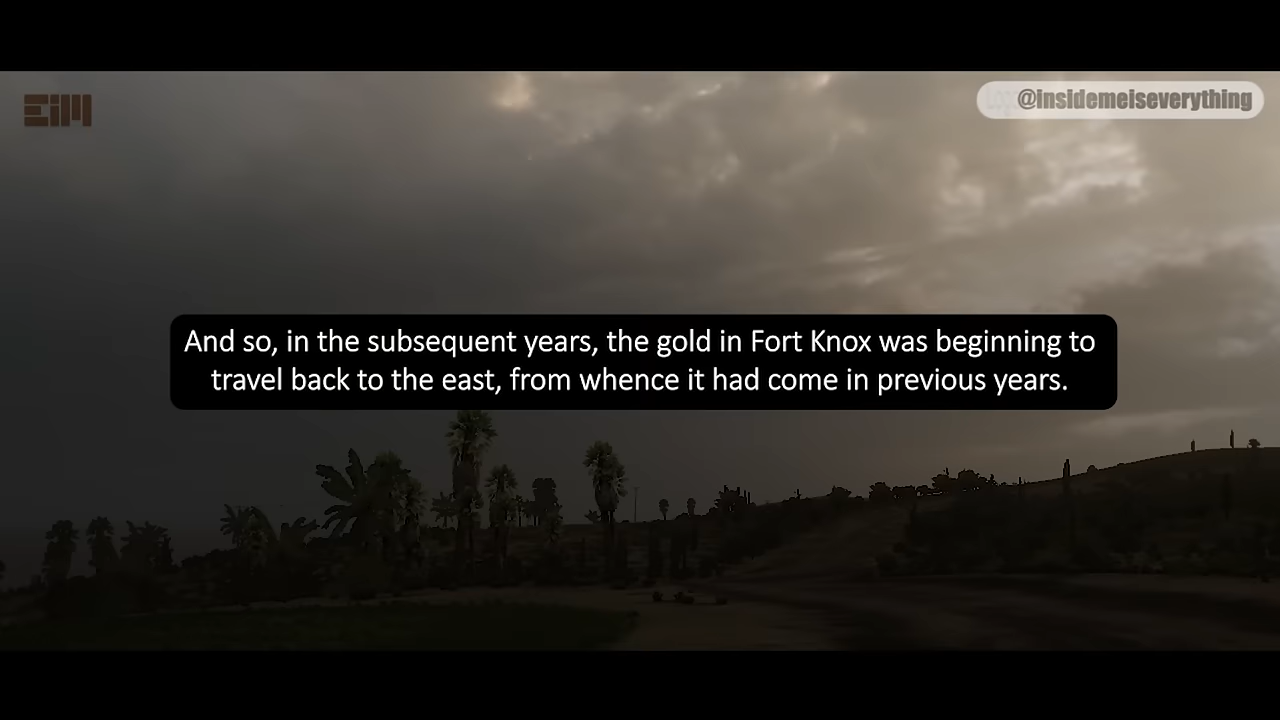 EiM
@insidemeiseverything
And so, in the subsequent years, the gold in Fort Knox was beginning to
travel back to the east, from whence it had come in previous years.